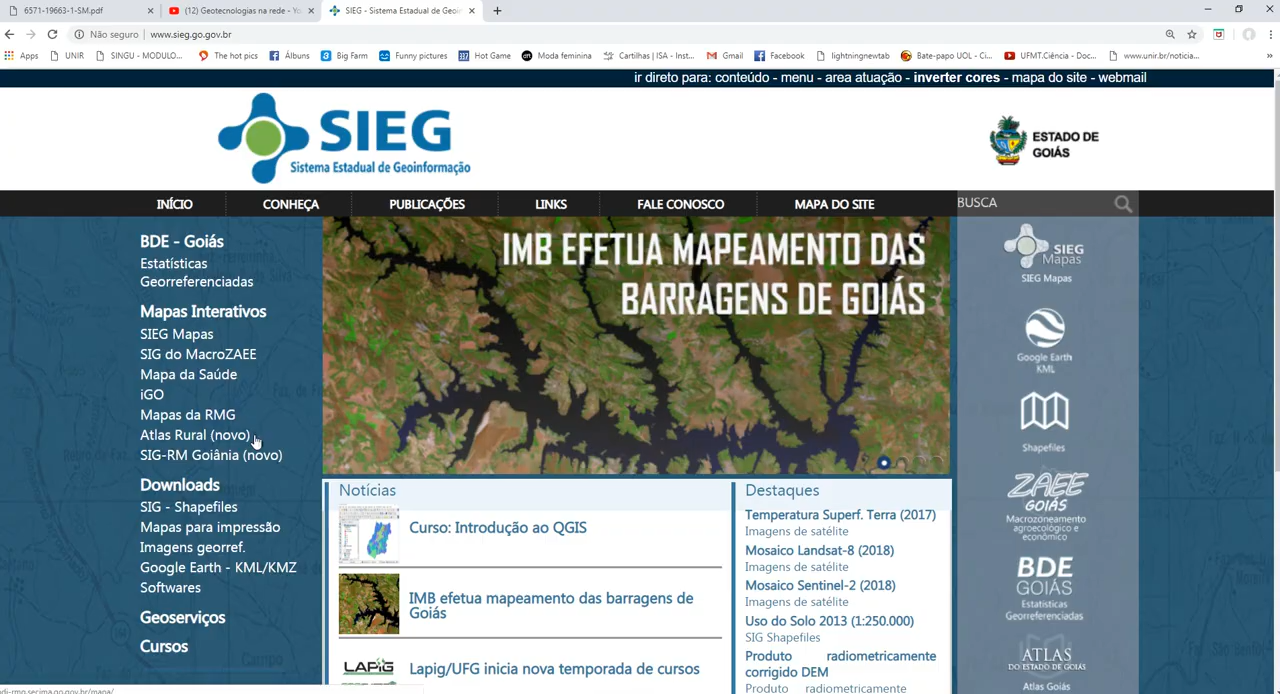 6571-19663-1-SM.pdf
(12) Geotecnologias na rede - Yo
SIEG - Sistema Estadual de Geoin
Não seguro
www.sieg.go.gov.br
Apps
UNIR
SINGU - MODULO...
The hot pics
Álbuns
Big Farm
Funny pictures
Hot Game
Moda feminina
Cartilhas | ISA - Inst...
Gmail
Facebook
lightningnewtab
Bate-papo UOL - Ci...
UFMT.Ciência - Doc...
www.unir.br/noticia...
ir direto para: conteúdo - menu - area atuação - inverter cores - mapa do site - webmail
SIEG
Sistema Estadual de Geoinformação
ESTADO DE
GOIÁS
INÍCIO
CONHEÇA
PUBLICAÇÕES
LINKS
FALE CONOSCO
MAPA DO SITE
BUSCA
BDE - Goiás
Estatísticas
Georreferenciadas
Mapas Interativos
SIEG Mapas
SIG do MacroZAEE
Mapa da Saúde
iGO
Mapas da RMG
Atlas Rural (novo)
SIG-RM Goiânia (novo)
Downloads
SIG - Shapefiles
Mapas para impressão
Imagens georref.
Google Earth - KML/KMZ
Softwares
Geoserviços
Cursos
IMB EFETUA MAPEAMENTO DAS
BARRAGENS DE GOIÁS
Notícias
Curso: Introdução ao QGIS
IMB efetua mapeamento das barragens de
Goiás
LAPIG
Lapig/UFG inicia nova temporada de cursos
Destaques
Temperatura Superf. Terra (2017)
Imagens de satélite
Mosaico Landsat-8 (2018)
Imagens de satélite
Mosaico Sentinel-2 (2018)
Imagens de satélite
Uso do Solo 2013 (1:250.000)
SIG Shapefiles
Produto radiometricamente
corrigido DEM
Produto radiometricamente
SIEG
Mapas
SIEG Mapas
Google Earth
KML
Shapefiles
ZAEE
GOIÁS
Macrozoneamento
agroecológico e
econômico
BDE
GOIÁS
Estatísticas
Georreferenciadas
ATLAS
DO ESTADO DE GOIÁS
Atlas Goiás